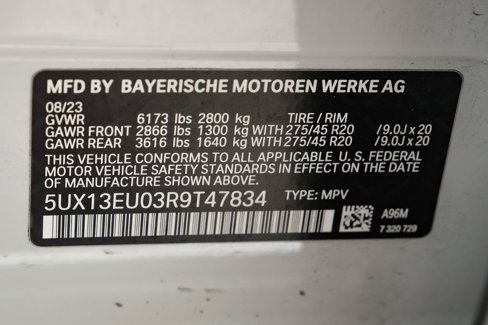 MFD BY BAYERISCHE MOTOREN WERKE AG
08/23
GVWR 6173 lbs 2800 kg TIRE / RIM
GAWR FRONT 2866 lbs 1300 kg WITH 275/45 R20 /9.0J x 20
GAWR REAR 3616 lbs 1640 kg WITH 275/45 R20 /9.0J x 20
THIS VEHICLE CONFORMS TO ALL APPLICABLE U. S. FEDERAL
MOTOR VEHICLE SAFETY STANDARDS IN EFFECT ON THE DATE
OF MANUFACTURE SHOWN ABOVE.
5UX13EU03R9T47834 TYPE: MPV
A96M
7 320 729